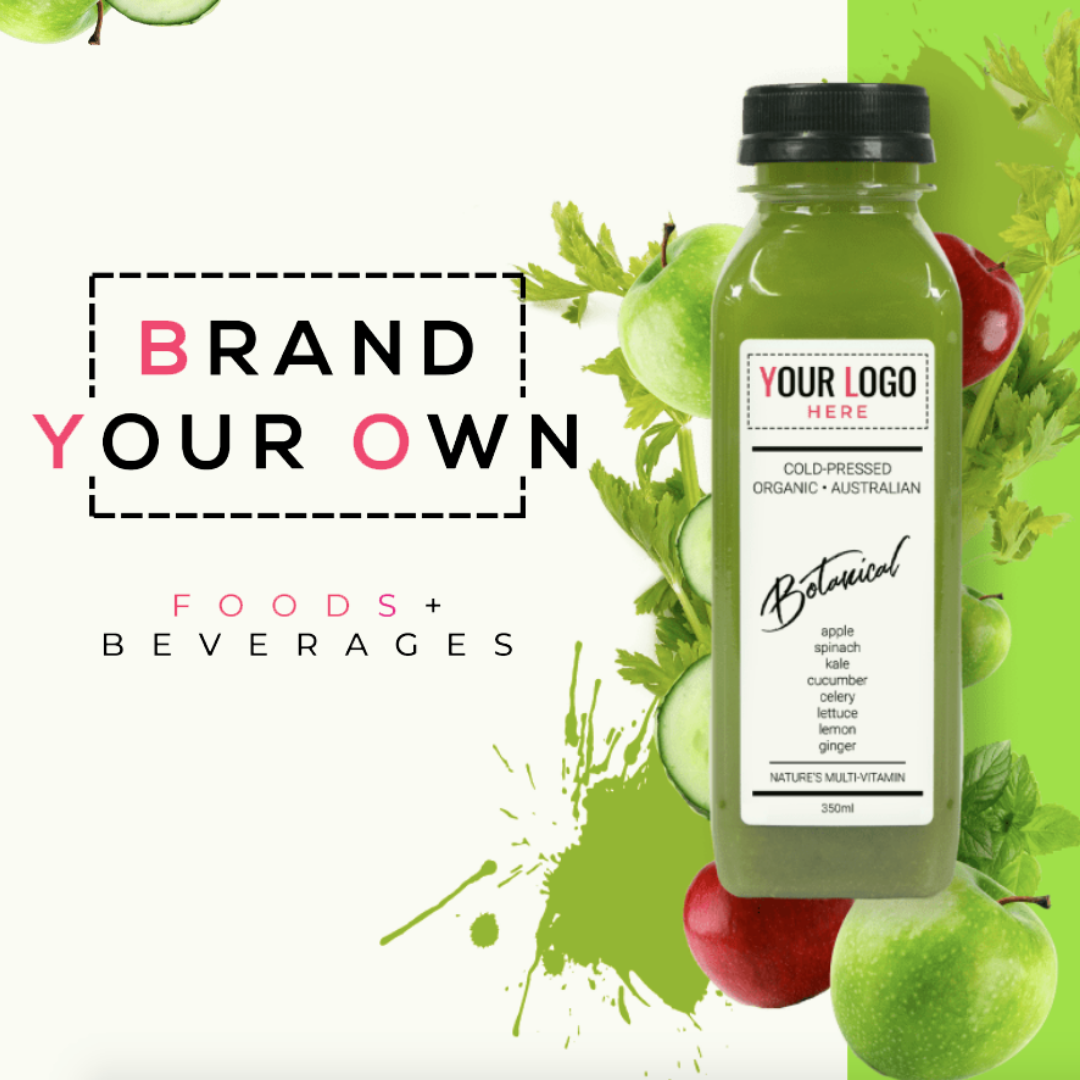 BRAND
YOUR OWN
FOODS+
BEVERAGES
YOUR LOGO
HERE
COLD-PRESSED
ORGANIC • AUSTRALIAN
Botanical
apple
spinach
kale
cucumber
celery
lettuce
lemon
ginger
NATURE'S MULTI-VITAMIN
350ml